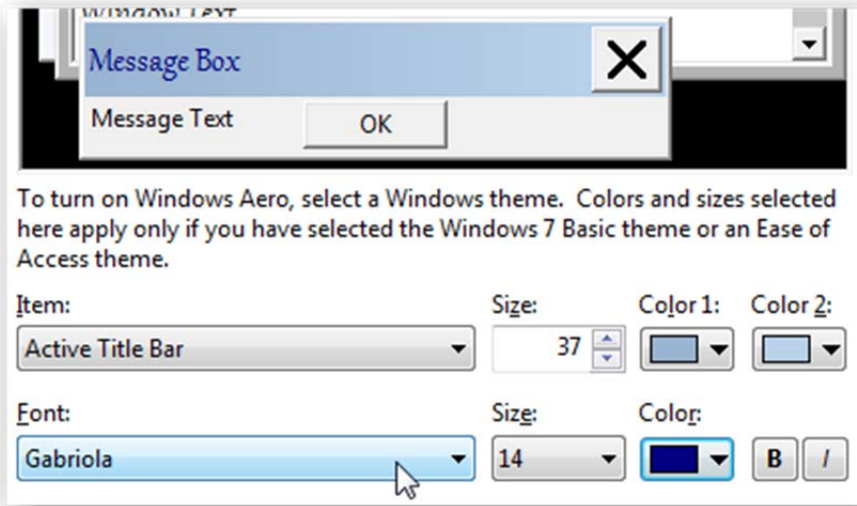 Window Text
Message Box
Message Text OK
To turn on Windows Aero, select a Windows theme. Colors and sizes selected
here apply only if you have selected the Windows 7 Basic theme or an Ease of
Access theme.
Item: Size: Color 1: Color 2:
Active Title Bar 37
Font: Size: Color:
Gabriola 14 B I